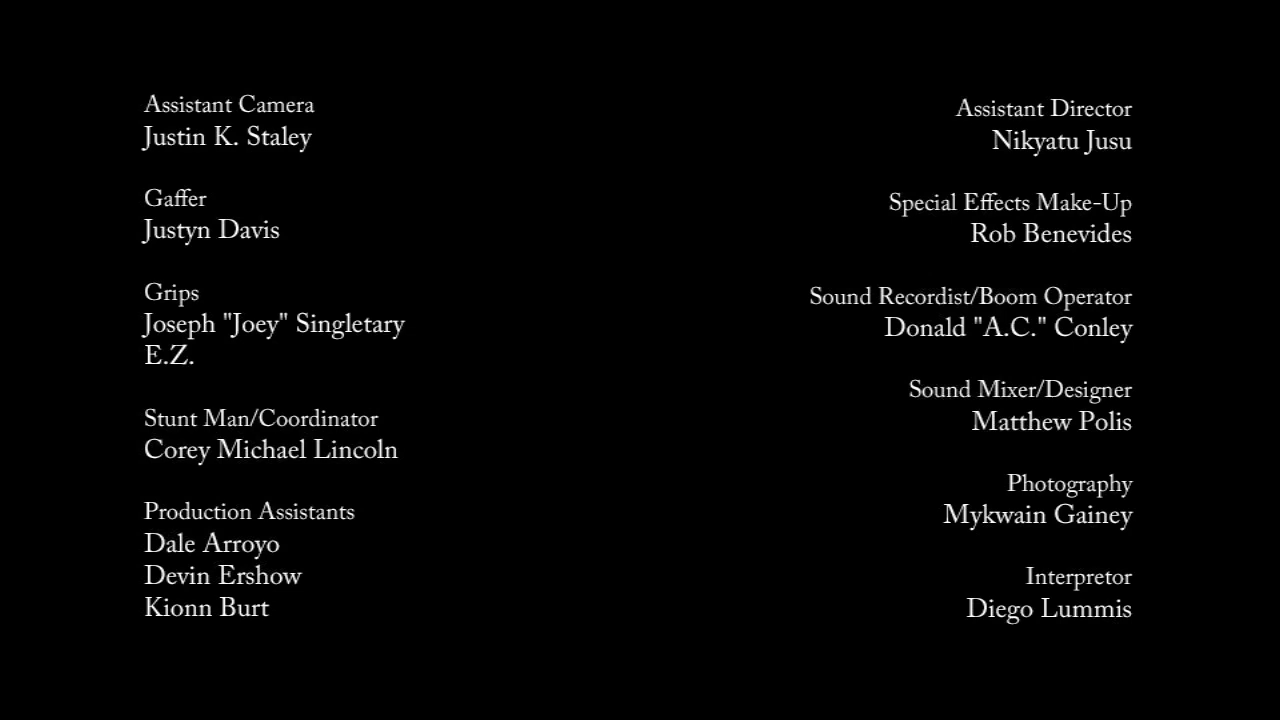 Assistant Camera
Justin K. Staley
Gaffer
Justyn Davis
Grips
Joseph "Joey" Singletary
E.Z.
Stunt Man/Coordinator
Corey Michael Lincoln
Production Assistants
Dale Arroyo
Devin Ershow
Kionn Burt
Assistant Director
Nikyatu Jusu
Special Effects Make-Up
Rob Benevides
Sound Recordist/Boom Operator
Donald "A.C." Conley
Sound Mixer/Designer
Matthew Polis
Photography
Mykwain Gainey
Interpretor
Diego Lummis